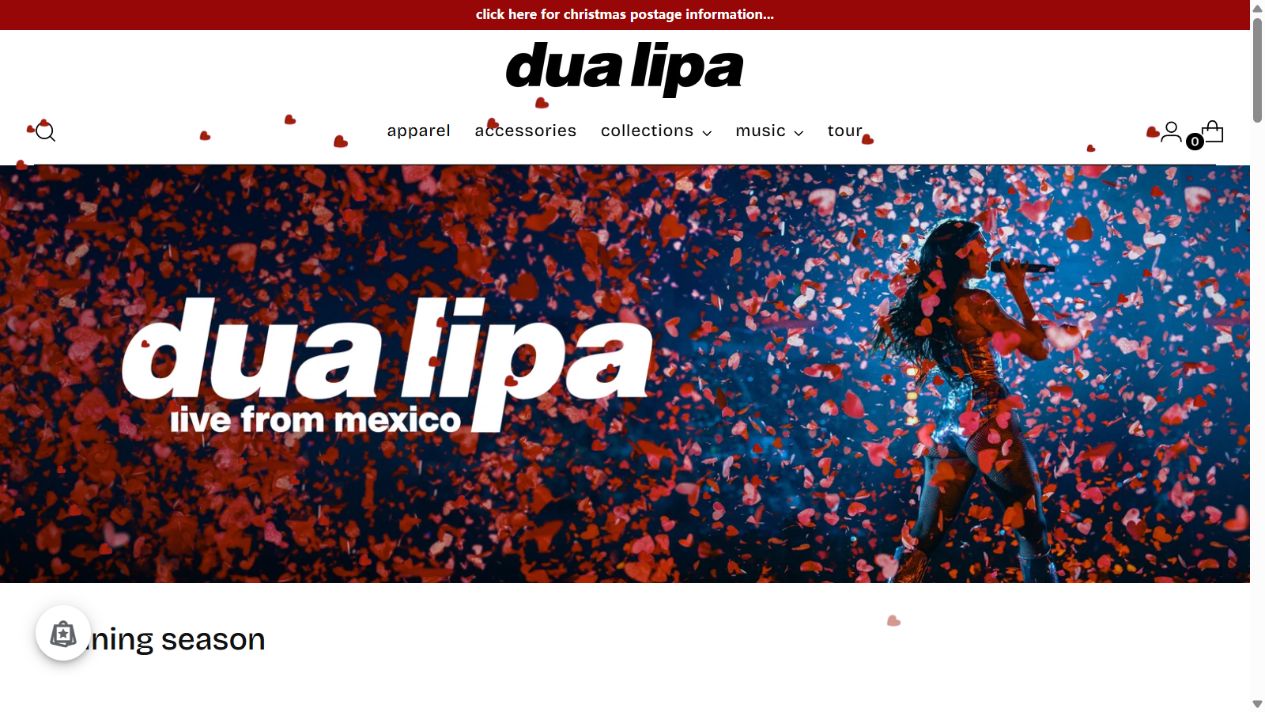 click here for christmas postage information...
dua lipa
apparel accessories collections music tour
0
dua lipa
live from mexico
season